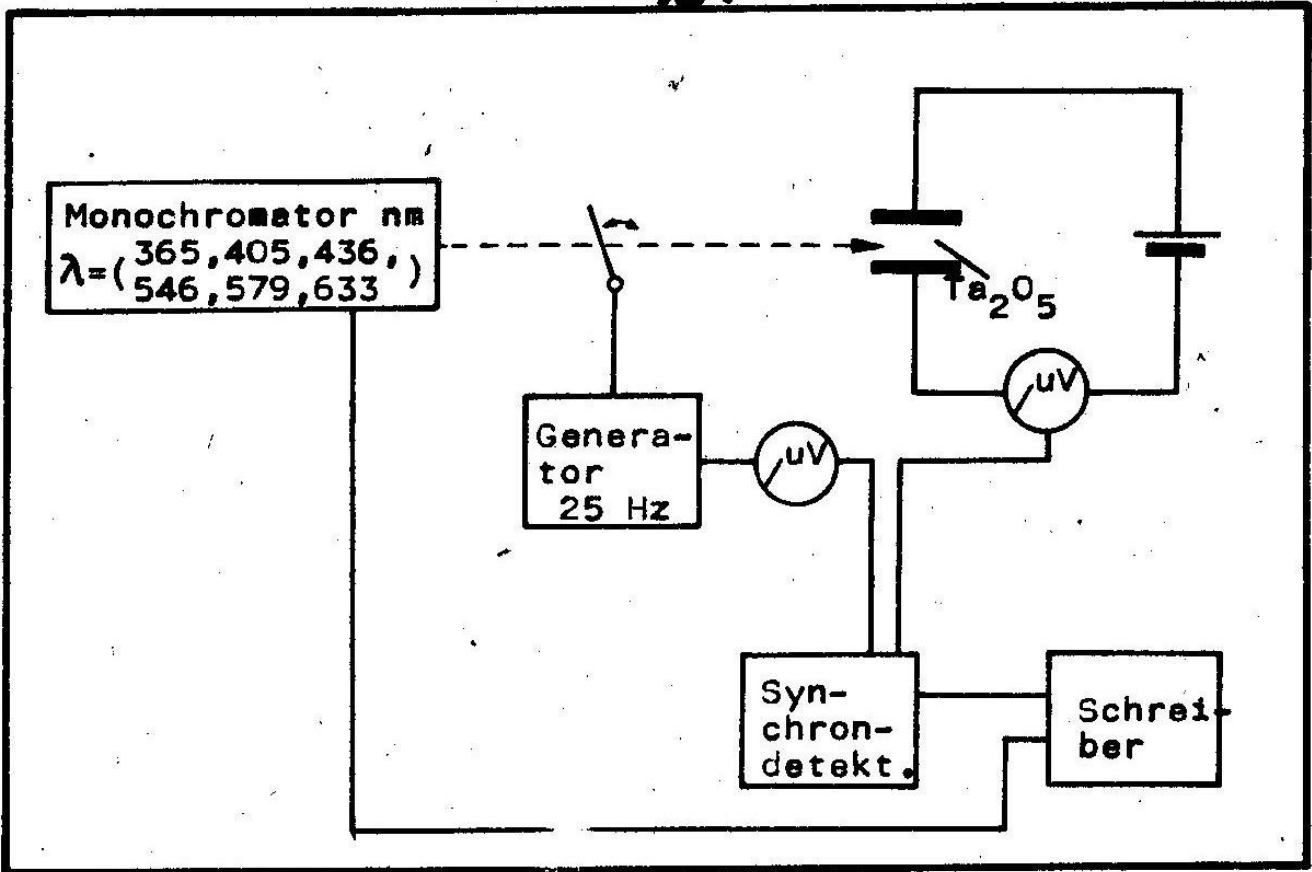 Monochromator nm
λ=(365,405,436,
546,579,633)
Ta2O5
uV
Genera-
tor
25 Hz
uV
Syn-
chron-
detekt.
Schrei-
ber